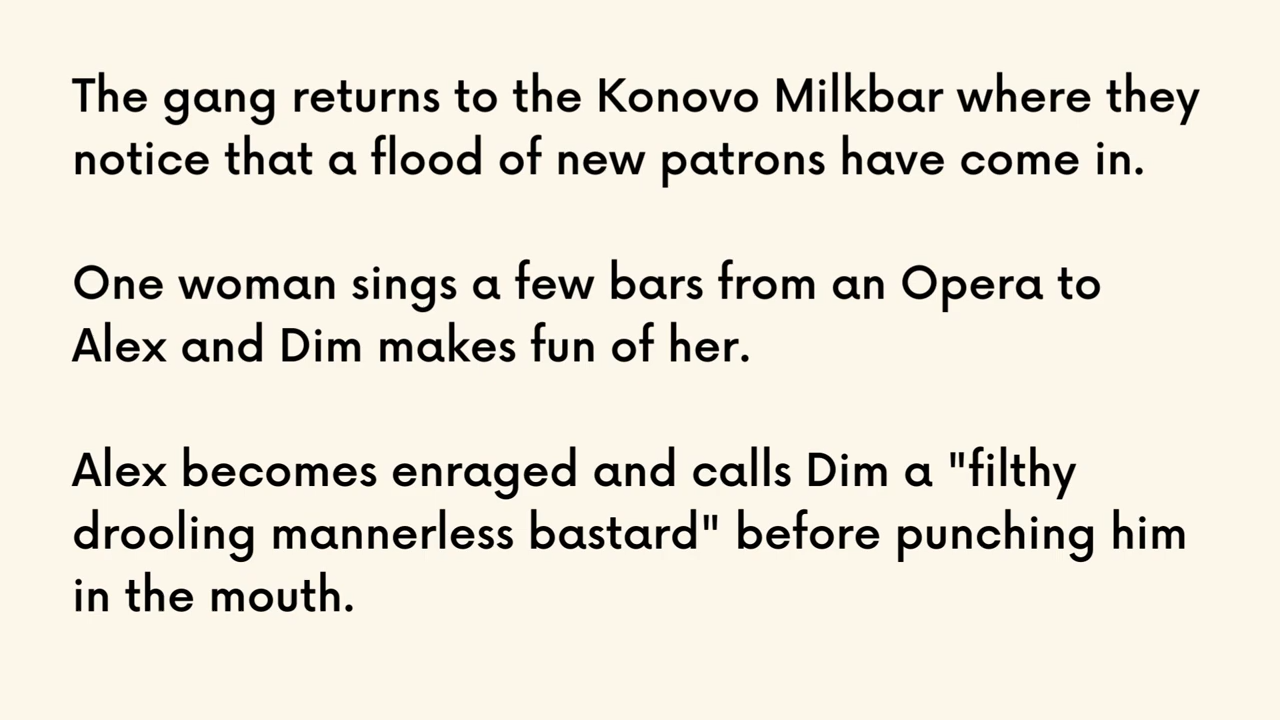 The gang returns to the Konovo Milkbar where they
notice that a flood of new patrons have come in.
One woman sings a few bars from an Opera to
Alex and Dim makes fun of her.
Alex becomes enraged and calls Dim a "filthy
drooling mannerless bastard" before punching him
in the mouth.